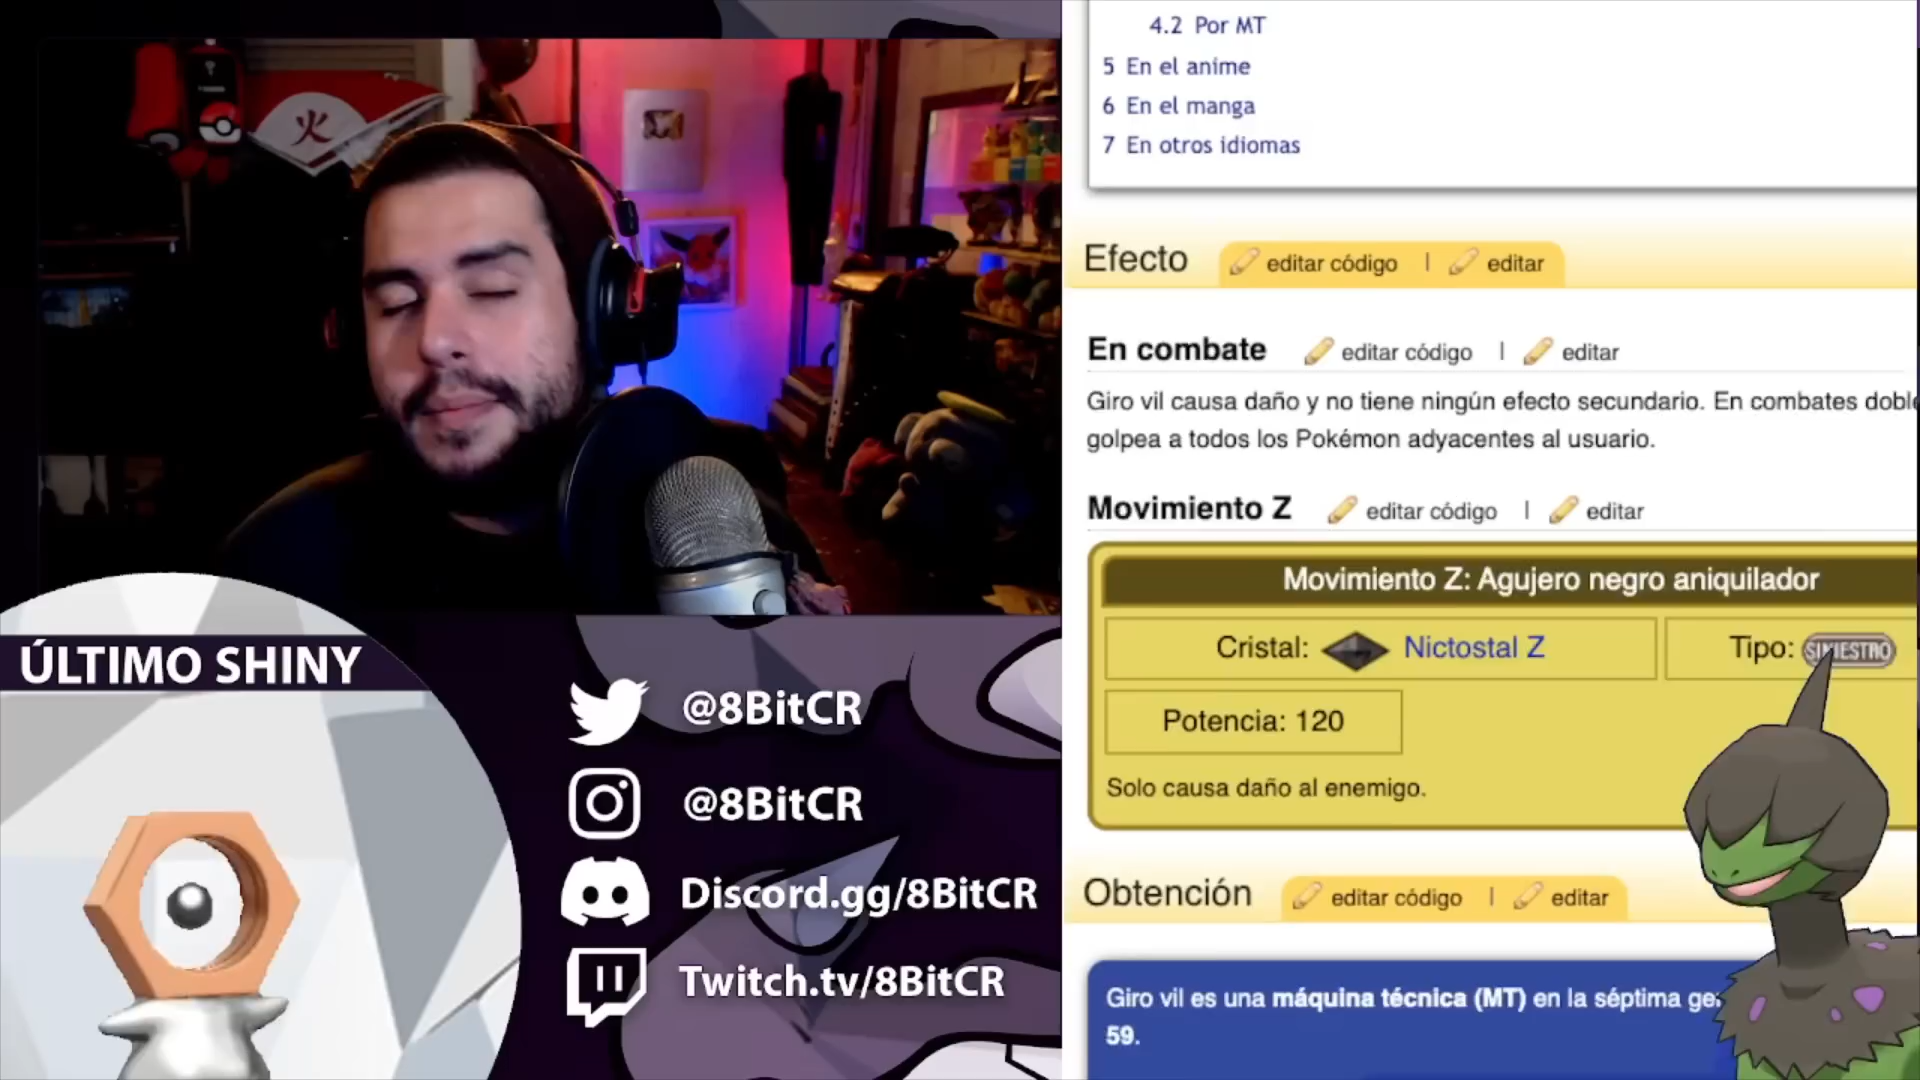 火
ÚLTIMO SHINY
@8BitCR
@8BitCR
Discord.gg/8BitCR
Twitch.tv/8BitCR
4.2 Por MT
5 En el anime
6 En el manga
7 En otros idiomas
Efecto editar código | editar
En combate editar código | editar
Giro vil causa daño y no tiene ningún efecto secundario. En combates doble
golpea a todos los Pokémon adyacentes al usuario.
Movimiento Z editar código | editar
Movimiento Z: Agujero negro aniquilador
Cristal: Nictostal Z Tipo: SINIESTRO
Potencia: 120
Solo causa daño al enemigo.
Obtención editar código | editar
Giro vil es una máquina técnica (MT) en la séptima ge
59.